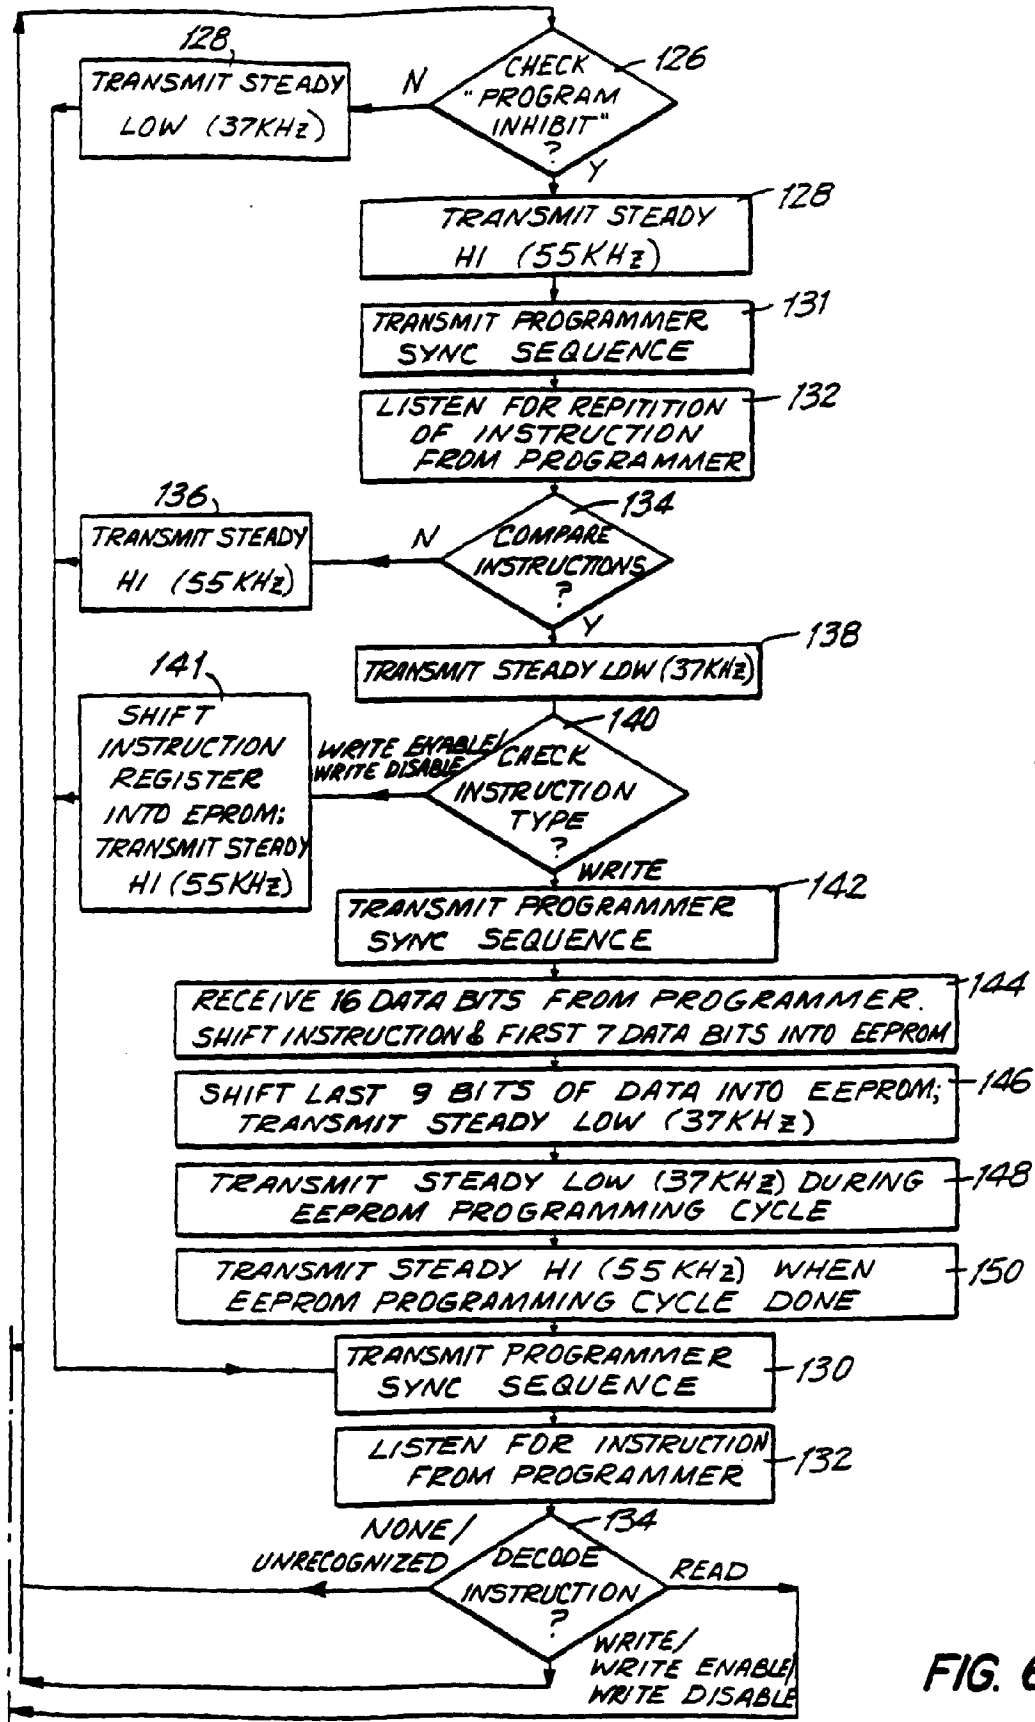 128
TRANSMIT STEADY
LOW (37KHz)
N
CHECK
"PROGRAM
INHIBIT"
?
126
Y
TRANSMIT STEADY
HI (55KHz)
128
TRANSMIT PROGRAMMER
SYNC SEQUENCE
131
LISTEN FOR REPITITION
OF INSTRUCTION
FROM PROGRAMMER
132
136
TRANSMIT STEADY
HI (55KHz)
N
COMPARE
INSTRUCTIONS
?
134
Y
TRANSMIT STEADY LOW (37KHz)
138
141
SHIFT
INSTRUCTION
REGISTER
INTO EPROM;
TRANSMIT STEADY
HI (55KHz)
WRITE ENABLE/
WRITE DISABLE
CHECK
INSTRUCTION
TYPE
?
140
WRITE
TRANSMIT PROGRAMMER
SYNC SEQUENCE
142
RECEIVE 16 DATA BITS FROM PROGRAMMER.
SHIFT INSTRUCTION & FIRST 7 DATA BITS INTO EEPROM
144
SHIFT LAST 9 BITS OF DATA INTO EEPROM;
TRANSMIT STEADY LOW (37KHz)
146
TRANSMIT STEADY LOW (37KHz) DURING
EEPROM PROGRAMMING CYCLE
148
TRANSMIT STEADY HI (55KHz) WHEN
EEPROM PROGRAMMING CYCLE DONE
150
TRANSMIT PROGRAMMER
SYNC SEQUENCE
130
LISTEN FOR INSTRUCTION
FROM PROGRAMMER
132
NONE/
UNRECOGNIZED
DECODE
INSTRUCTION
?
134
READ
WRITE/
WRITE ENABLE/
WRITE DISABLE